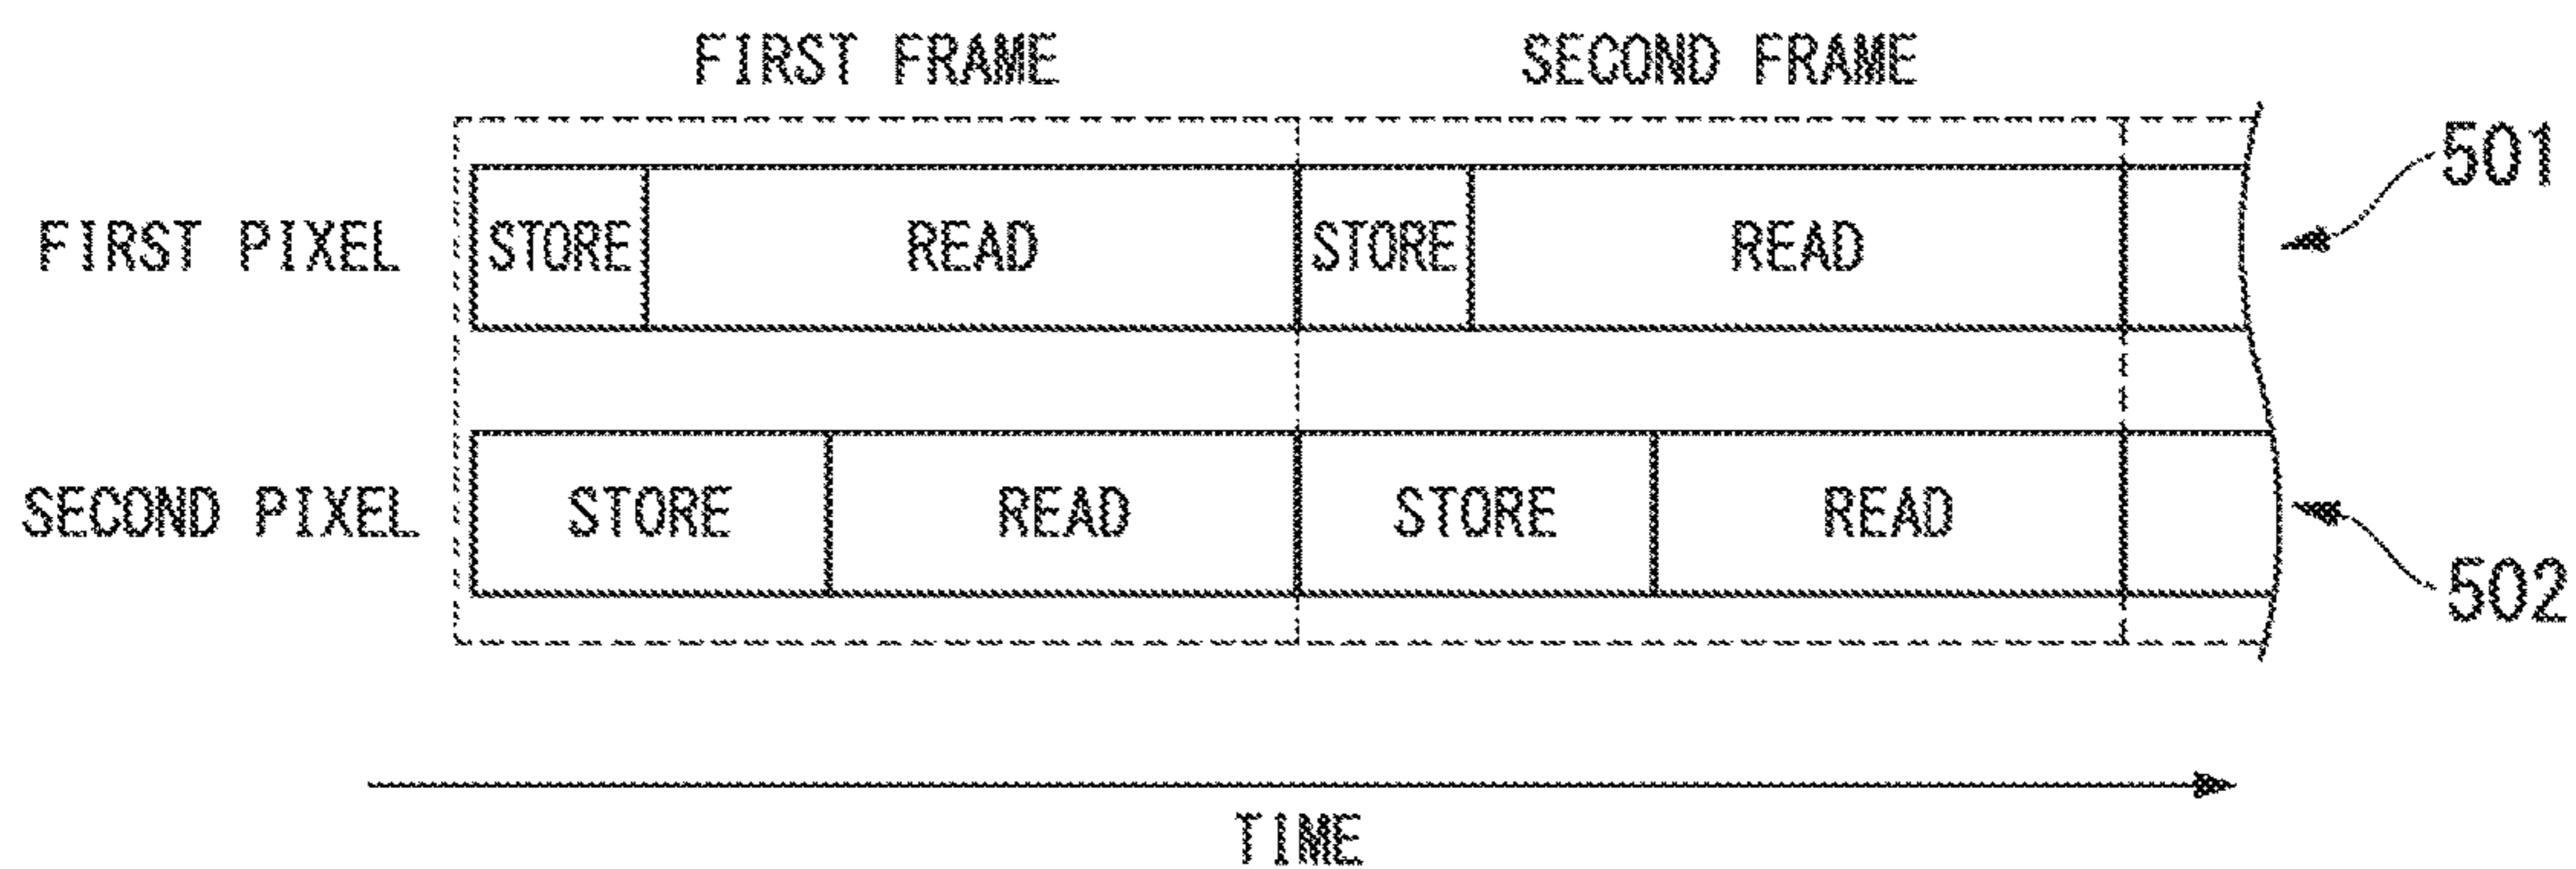 FIRST FRAME SECOND FRAME
501
FIRST PIXEL STORE READ STORE READ
SECOND PIXEL STORE READ STORE READ
502
TIME